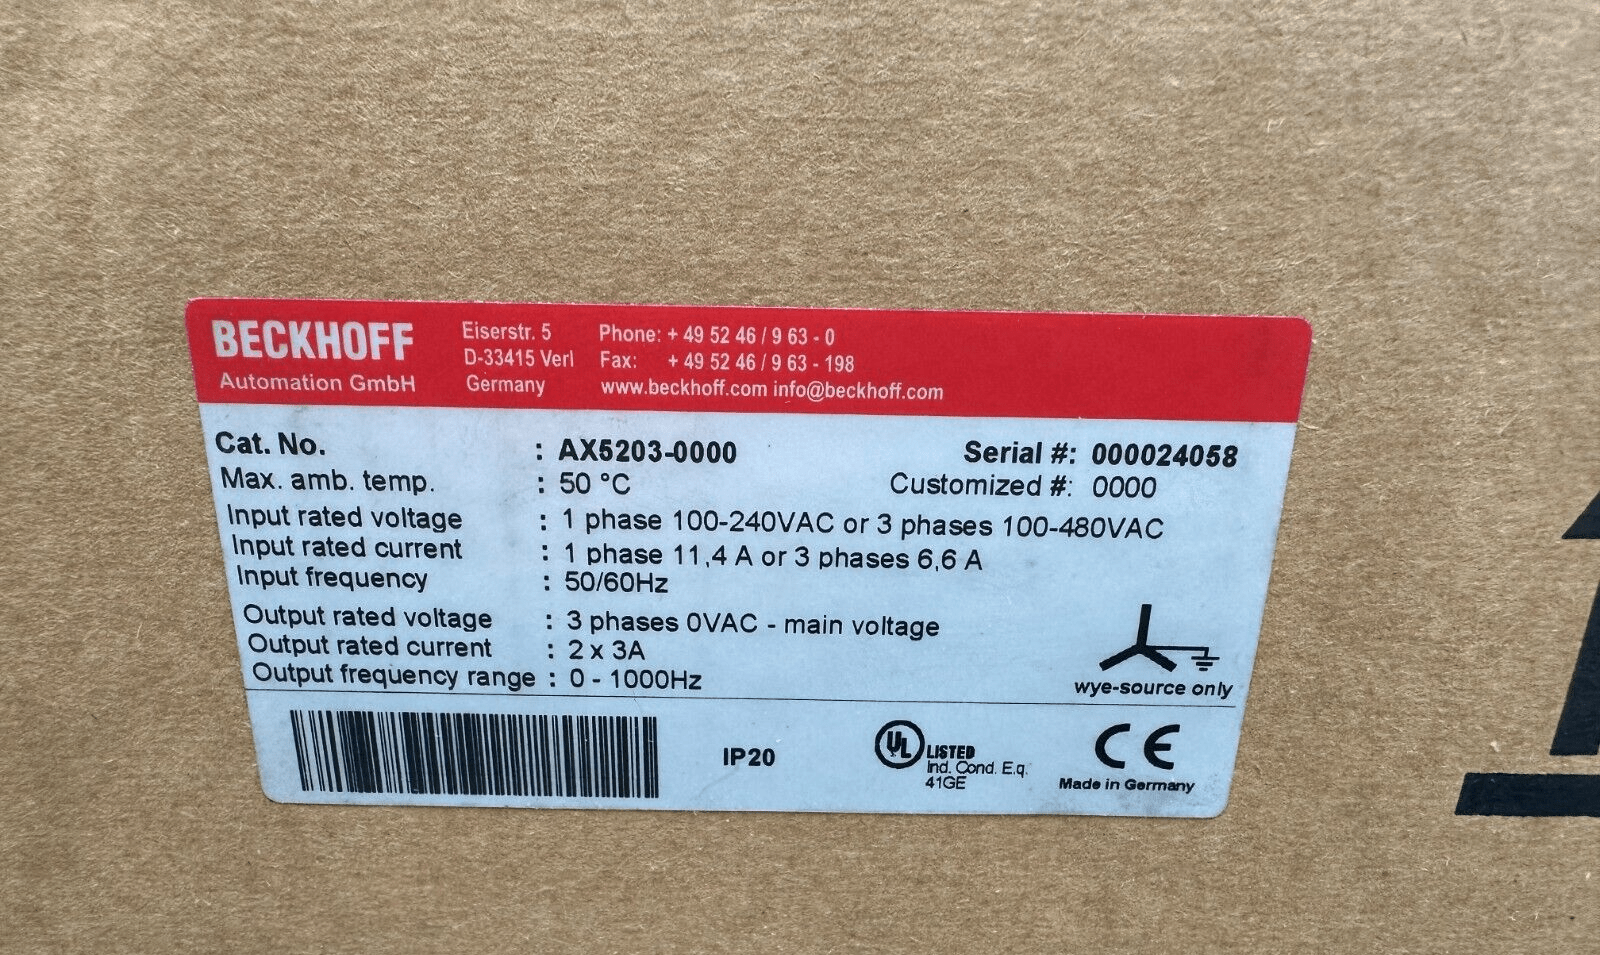 BECKHOFF
Automation GmbH
Eiserstr. 5
D-33415 Verl
Germany
Phone: + 49 52 46 / 9 63 - 0
Fax: + 49 52 46 / 9 63 - 198
www.beckhoff.com info@beckhoff.com
Cat. No. : AX5203-0000 Serial #: 000024058
Max. amb. temp. : 50 °C Customized #: 0000
Input rated voltage : 1 phase 100-240VAC or 3 phases 100-480VAC
Input rated current : 1 phase 11,4 A or 3 phases 6,6 A
Input frequency : 50/60Hz
Output rated voltage : 3 phases 0VAC - main voltage
Output rated current : 2 x 3A
Output frequency range : 0 - 1000Hz
wye-source only
IP20
UL LISTED
Ind. Cond. E.q.
41GE
CE
Made in Germany